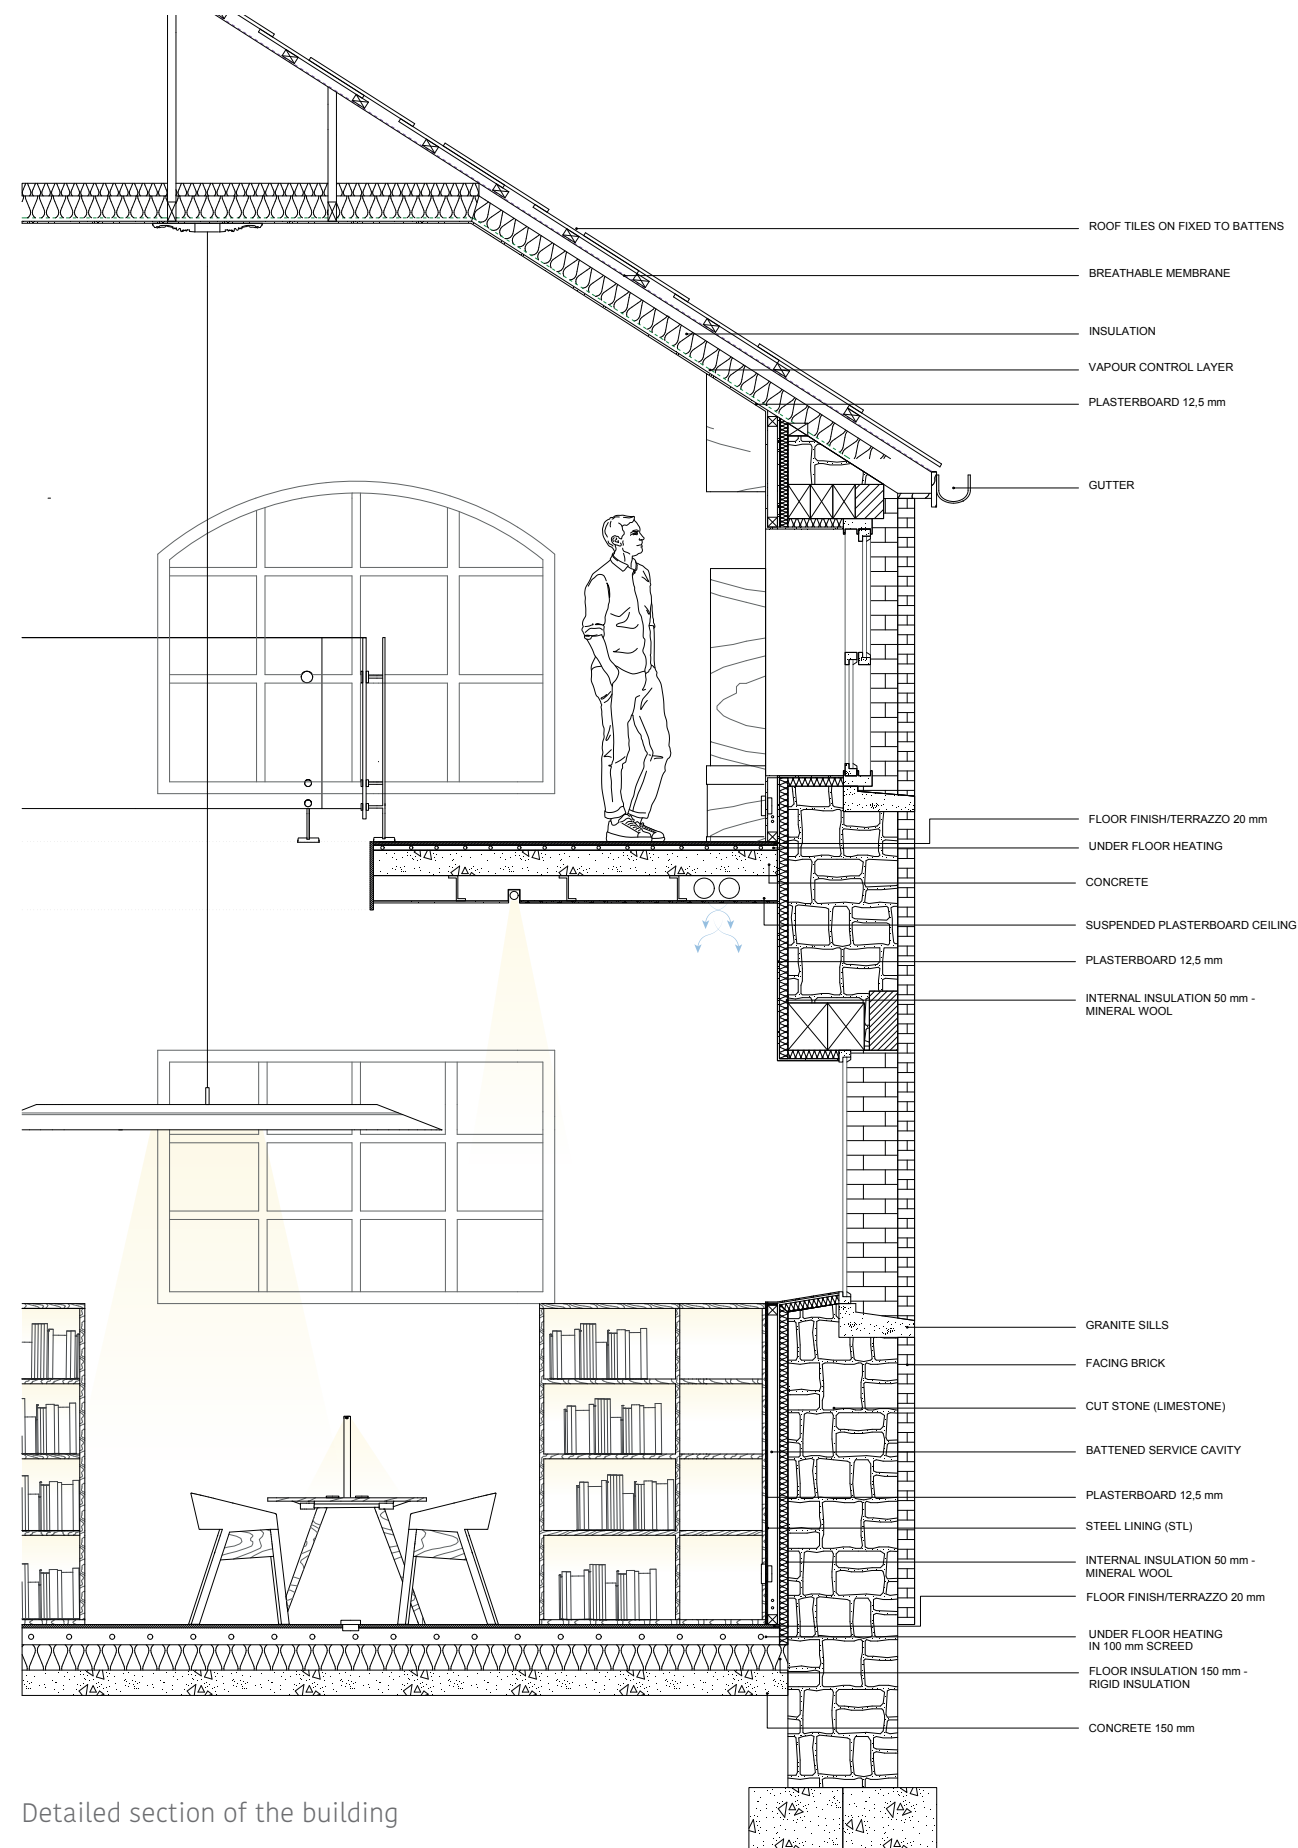 ROOF TILES ON FIXED TO BATTENS
BREATHABLE MEMBRANE
INSULATION
VAPOUR CONTROL LAYER
PLASTERBOARD 12,5 mm
GUTTER
FLOOR FINISH/TERRAZZO 20 mm
UNDER FLOOR HEATING
CONCRETE
SUSPENDED PLASTERBOARD CEILING
PLASTERBOARD 12,5 mm
INTERNAL INSULATION 50 mm -
MINERAL WOOL
GRANITE SILLS
FACING BRICK
CUT STONE (LIMESTONE)
BATTENED SERVICE CAVITY
PLASTERBOARD 12,5 mm
STEEL LINING (STL)
INTERNAL INSULATION 50 mm -
MINERAL WOOL
FLOOR FINISH/TERRAZZO 20 mm
UNDER FLOOR HEATING
IN 100 mm SCREED
FLOOR INSULATION 150 mm -
RIGID INSULATION
CONCRETE 150 mm
Detailed section of the building